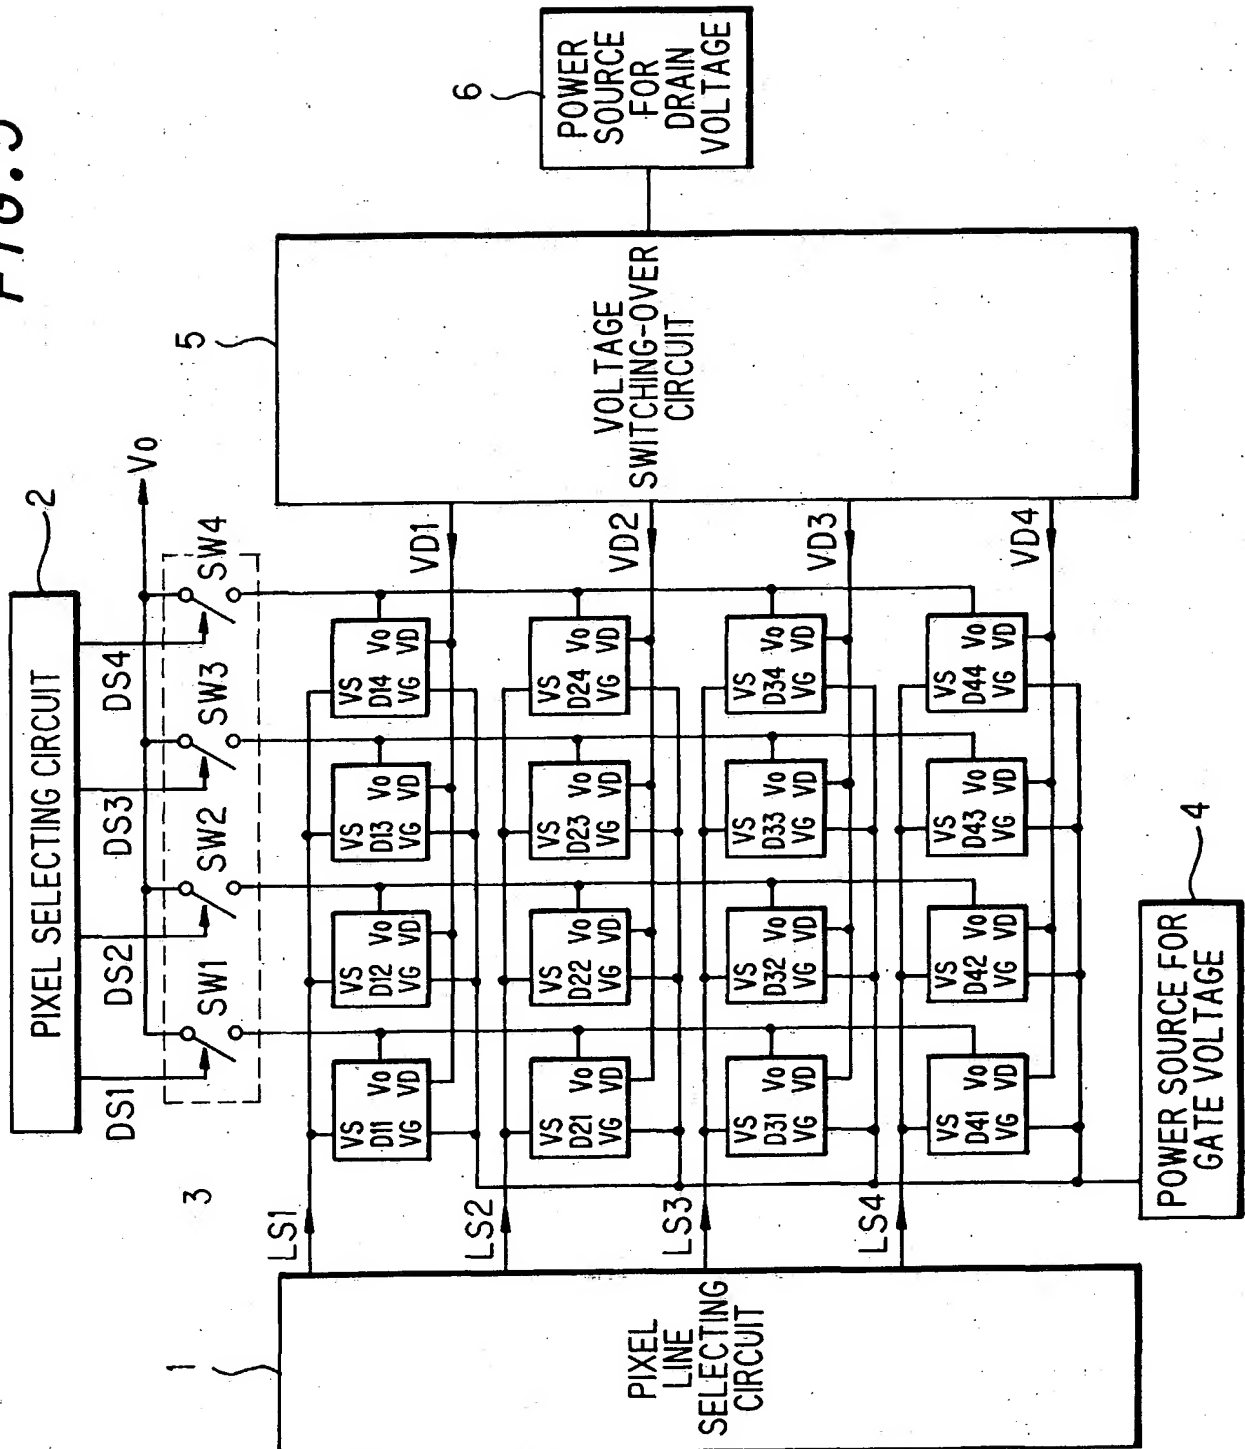 FIG.5
PIXEL SELECTING CIRCUIT
2
DS1
DS2
DS3
DS4
Vo
3
SW1
SW2
SW3
SW4
1
PIXEL
LINE
SELECTING
CIRCUIT
LS1
LS2
LS3
LS4
VS
D11
VG
Vo
VD
VS
D12
VG
Vo
VD
VS
D13
VG
Vo
VD
VS
D14
VG
Vo
VD
VS
D21
VG
Vo
VD
VS
D22
VG
Vo
VD
VS
D23
VG
Vo
VD
VS
D24
VG
Vo
VD
VS
D31
VG
Vo
VD
VS
D32
VG
Vo
VD
VS
D33
VG
Vo
VD
VS
D34
VG
Vo
VD
VS
D41
VG
Vo
VD
VS
D42
VG
Vo
VD
VS
D43
VG
Vo
VD
VS
D44
VG
Vo
VD
VD1
VD2
VD3
VD4
5
VOLTAGE
SWITCHING-OVER
CIRCUIT
6
POWER
SOURCE
FOR
DRAIN
VOLTAGE
4
POWER SOURCE FOR
GATE VOLTAGE